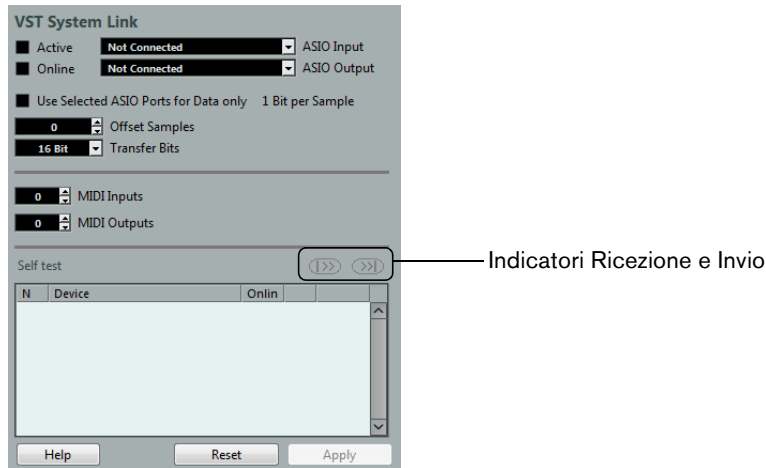 VST System Link
Active Not Connected ASIO Input
Online Not Connected ASIO Output
Use Selected ASIO Ports for Data only 1 Bit per Sample
0 Offset Samples
16 Bit Transfer Bits
0 MIDI Inputs
0 MIDI Outputs
Self test
Indicatori Ricezione e Invio
N Device Onlin
Help Reset Apply